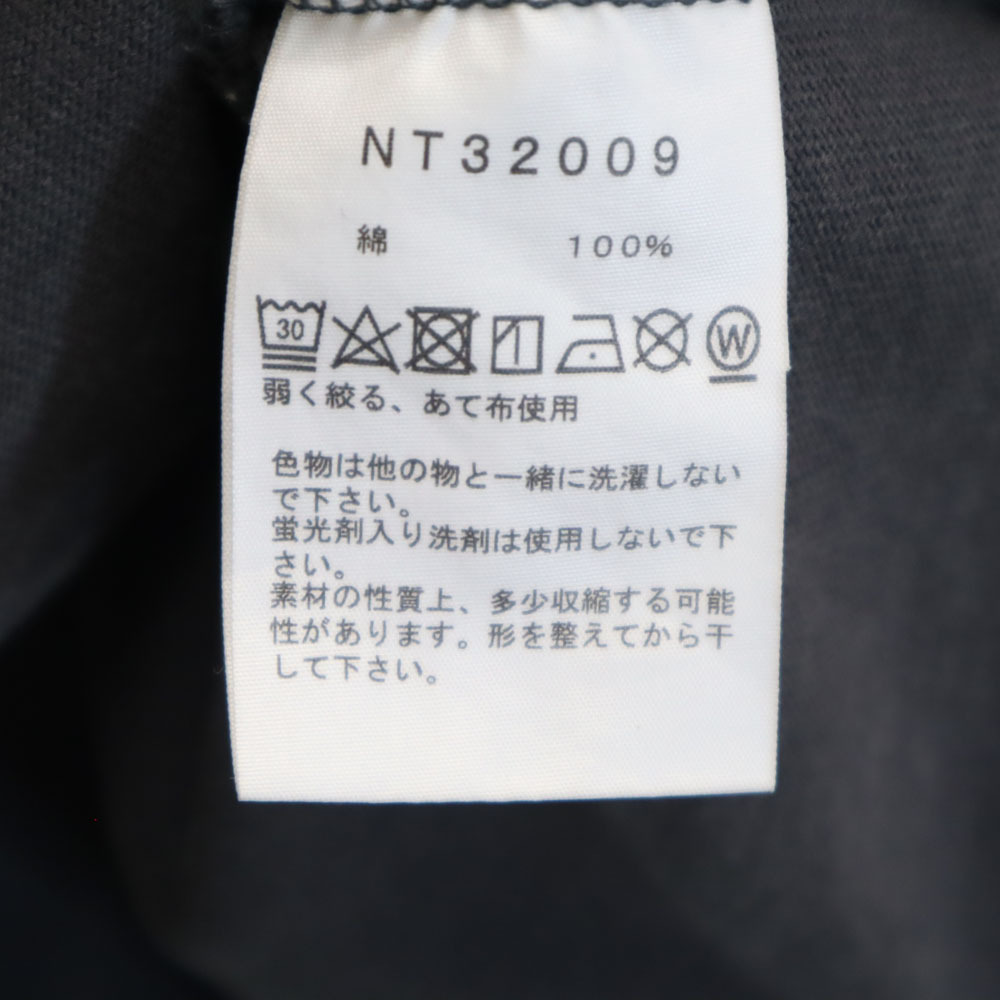 NT32009
綿 100%
30 W
弱く絞る、あて布使用
色物は他の物と一緒に洗濯しない
で下さい。
蛍光剤入り洗剤は使用しないで下
さい。
素材の性質上、多少収縮する可能
性があります。形を整えてから干
して下さい。